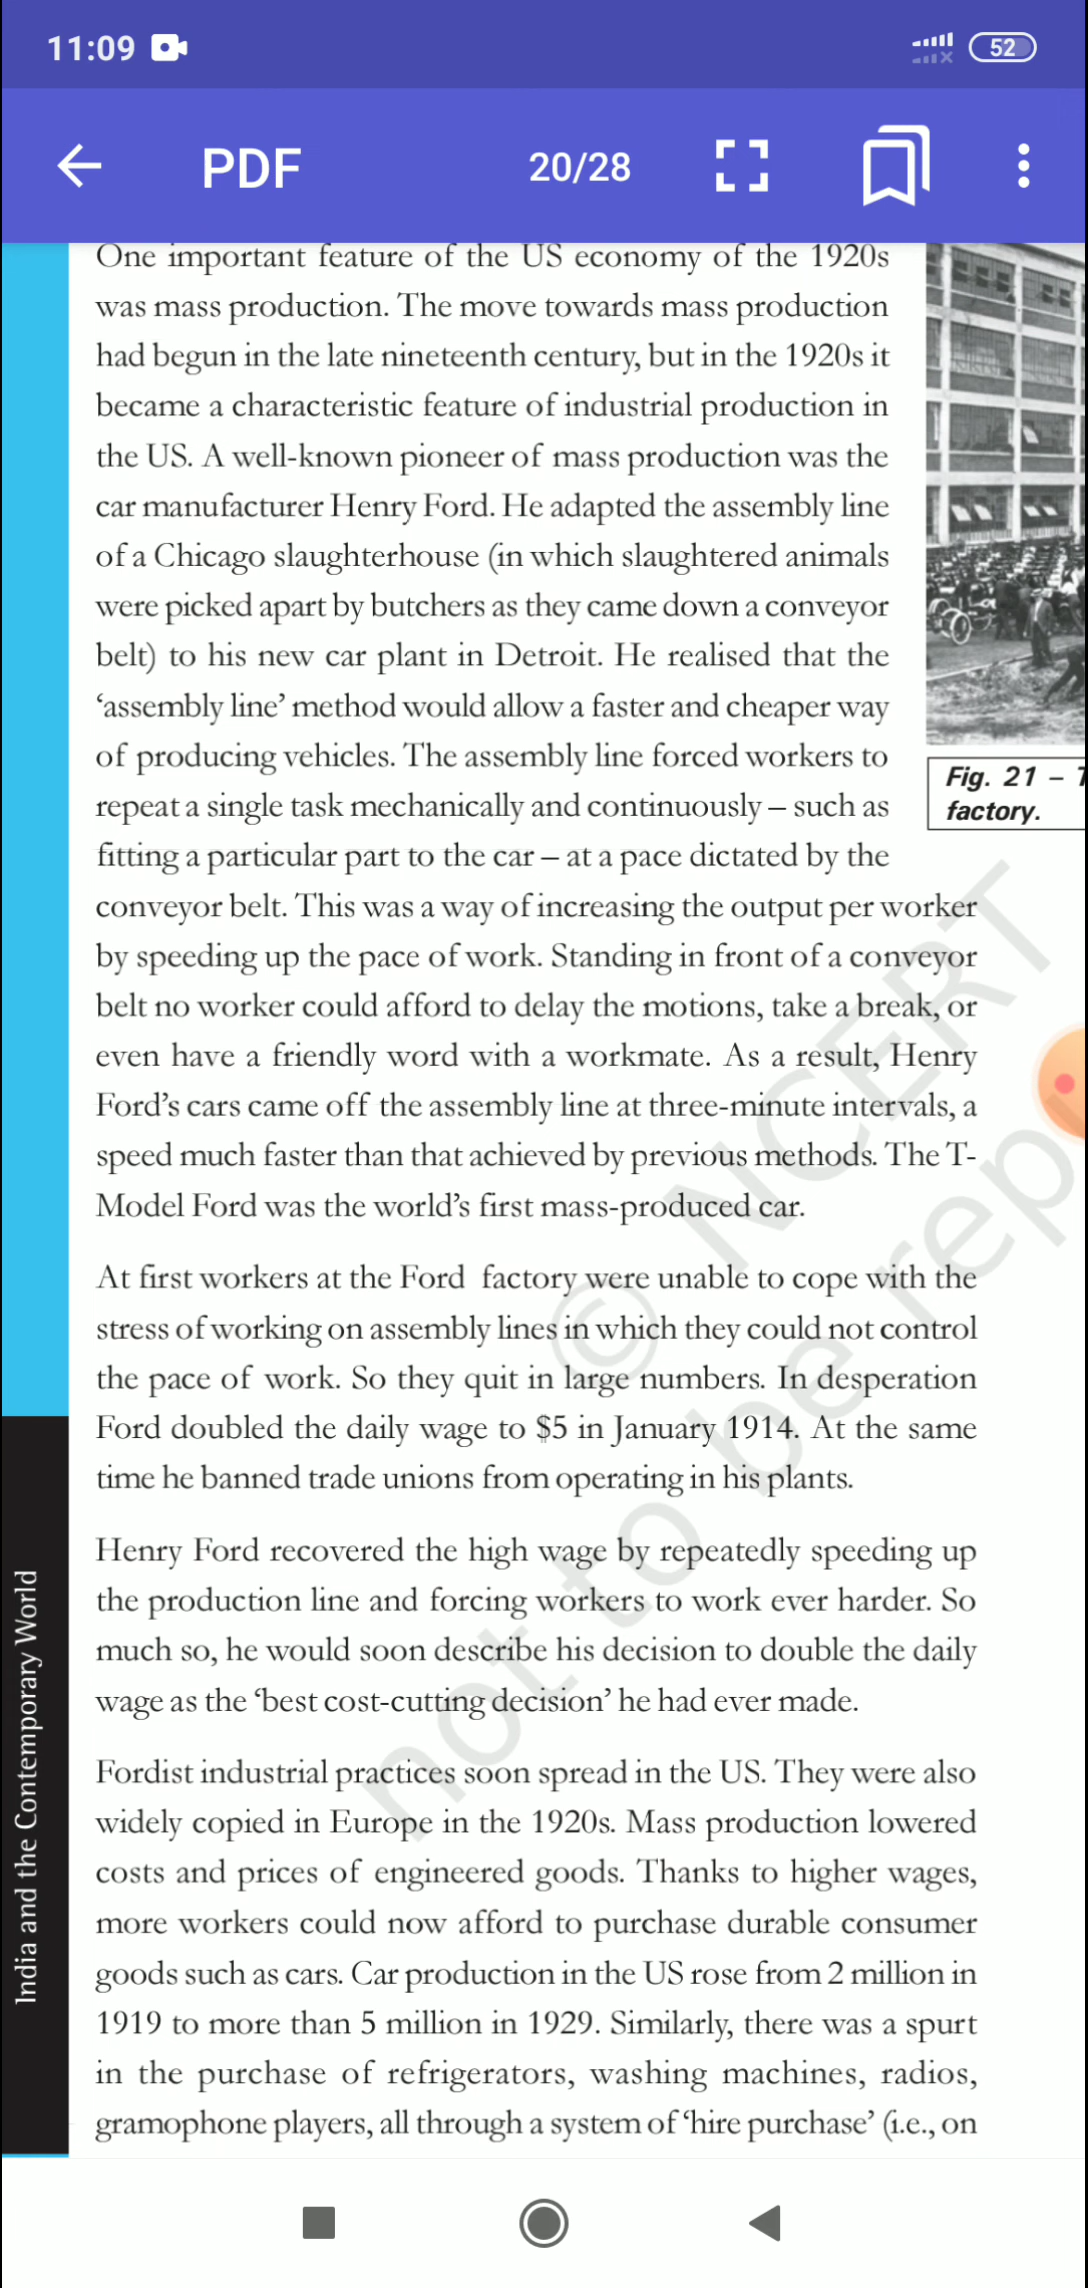 11:09
52
PDF
20/28
One important feature of the US economy of the 1920s
was mass production. The move towards mass production
had begun in the late nineteenth century, but in the 1920s it
became a characteristic feature of industrial production in
the US. A well-known pioneer of mass production was the
car manufacturer Henry Ford. He adapted the assembly line
of a Chicago slaughterhouse (in which slaughtered animals
were picked apart by butchers as they came down a conveyor
belt) to his new car plant in Detroit. He realised that the
‘assembly line’ method would allow a faster and cheaper way
of producing vehicles. The assembly line forced workers to
repeat a single task mechanically and continuously – such as
fitting a particular part to the car – at a pace dictated by the
conveyor belt. This was a way of increasing the output per worker
by speeding up the pace of work. Standing in front of a conveyor
belt no worker could afford to delay the motions, take a break, or
even have a friendly word with a workmate. As a result, Henry
Ford’s cars came off the assembly line at three-minute intervals, a
speed much faster than that achieved by previous methods. The T-
Model Ford was the world’s first mass-produced car.
At first workers at the Ford factory were unable to cope with the
stress of working on assembly lines in which they could not control
the pace of work. So they quit in large numbers. In desperation
Ford doubled the daily wage to $5 in January 1914. At the same
time he banned trade unions from operating in his plants.
Henry Ford recovered the high wage by repeatedly speeding up
the production line and forcing workers to work ever harder. So
much so, he would soon describe his decision to double the daily
wage as the ‘best cost-cutting decision’ he had ever made.
Fordist industrial practices soon spread in the US. They were also
widely copied in Europe in the 1920s. Mass production lowered
costs and prices of engineered goods. Thanks to higher wages,
more workers could now afford to purchase durable consumer
goods such as cars. Car production in the US rose from 2 million in
1919 to more than 5 million in 1929. Similarly, there was a spurt
in the purchase of refrigerators, washing machines, radios,
gramophone players, all through a system of ‘hire purchase’ (i.e., on
Fig. 21 –
factory.
India and the Contemporary World
© NCERT
not to be